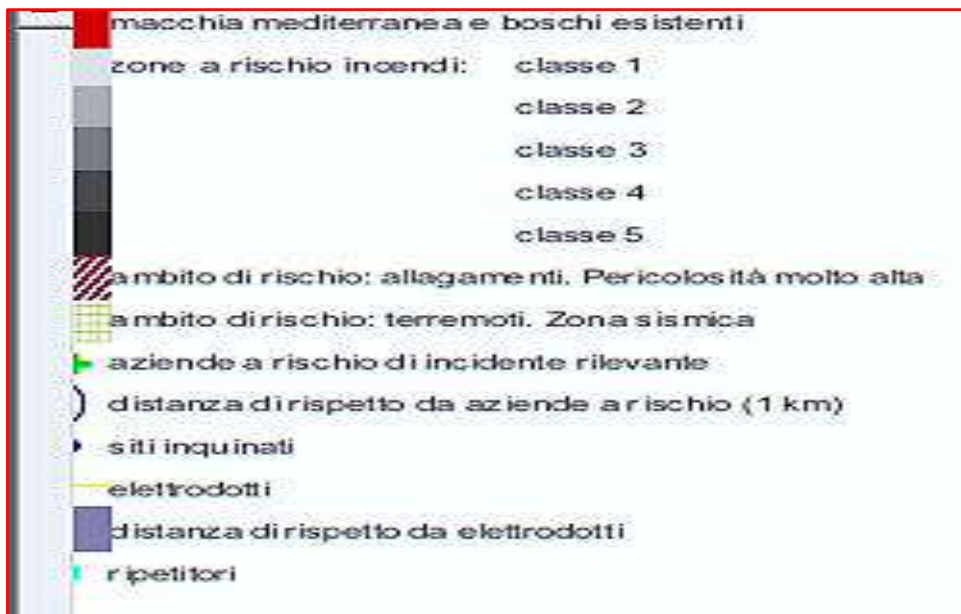 macchia mediterranea e boschi esistenti
zone a rischio incendi: classe 1
classe 2
classe 3
classe 4
classe 5
ambito di rischio: allagamenti. Pericolosità molto alta
ambito di rischio: terremoti. Zona sismica
aziende a rischio di incidente rilevante
distanza di rispetto da aziende a rischio (1 km)
siti inquinati
elettrodotti
distanza di rispetto da elettrodotti
ripetitori